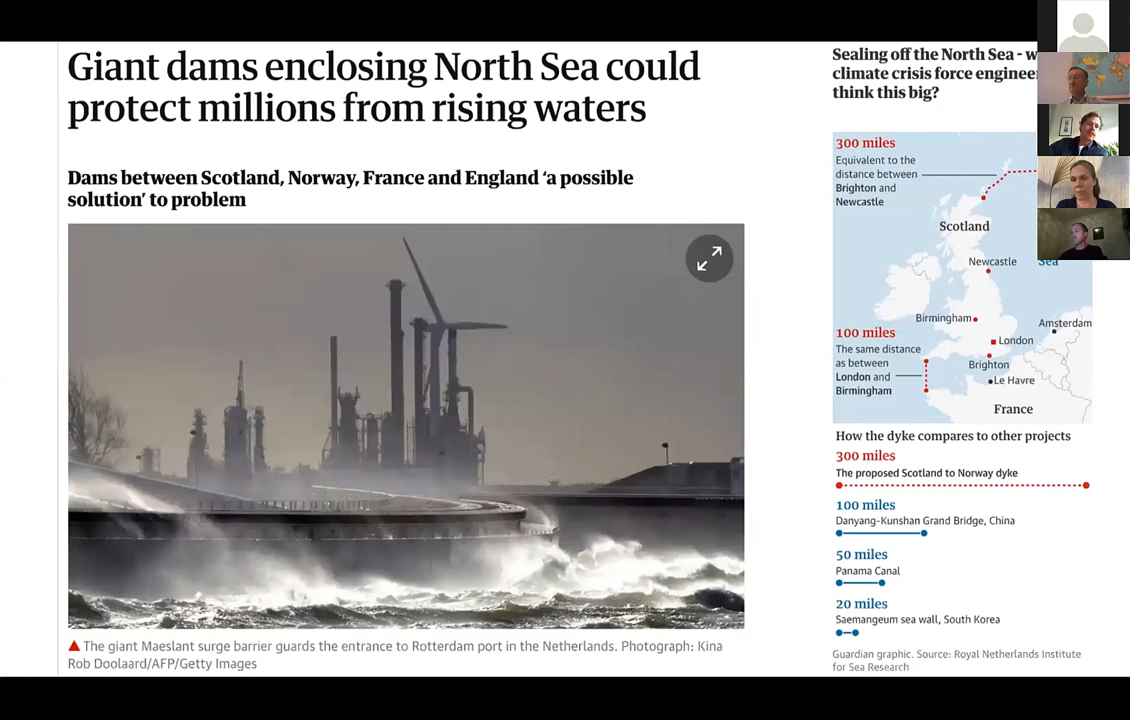 Giant dams enclosing North Sea could
protect millions from rising waters
Dams between Scotland, Norway, France and England ‘a possible
solution’ to problem
▲ The giant Maeslant surge barrier guards the entrance to Rotterdam port in the Netherlands. Photograph: Kina
Rob Doolaard/AFP/Getty Images
Sealing off the North Sea -
climate crisis force
think this big?
300 miles
Equivalent to the
distance between
Brighton and
Newcastle
Scotland
Sea
Newcastle
Birmingham
Amsterdam
100 miles
The same distance
as between
London and
Birmingham
London
Brighton
Le Havre
France
How the dyke compares to other projects
300 miles
The proposed Scotland to Norway dyke
100 miles
Danyang-Kunshan Grand Bridge, China
50 miles
Panama Canal
20 miles
Saemangeum sea wall, South Korea
Guardian graphic. Source: Royal Netherlands Institute
for Sea Research